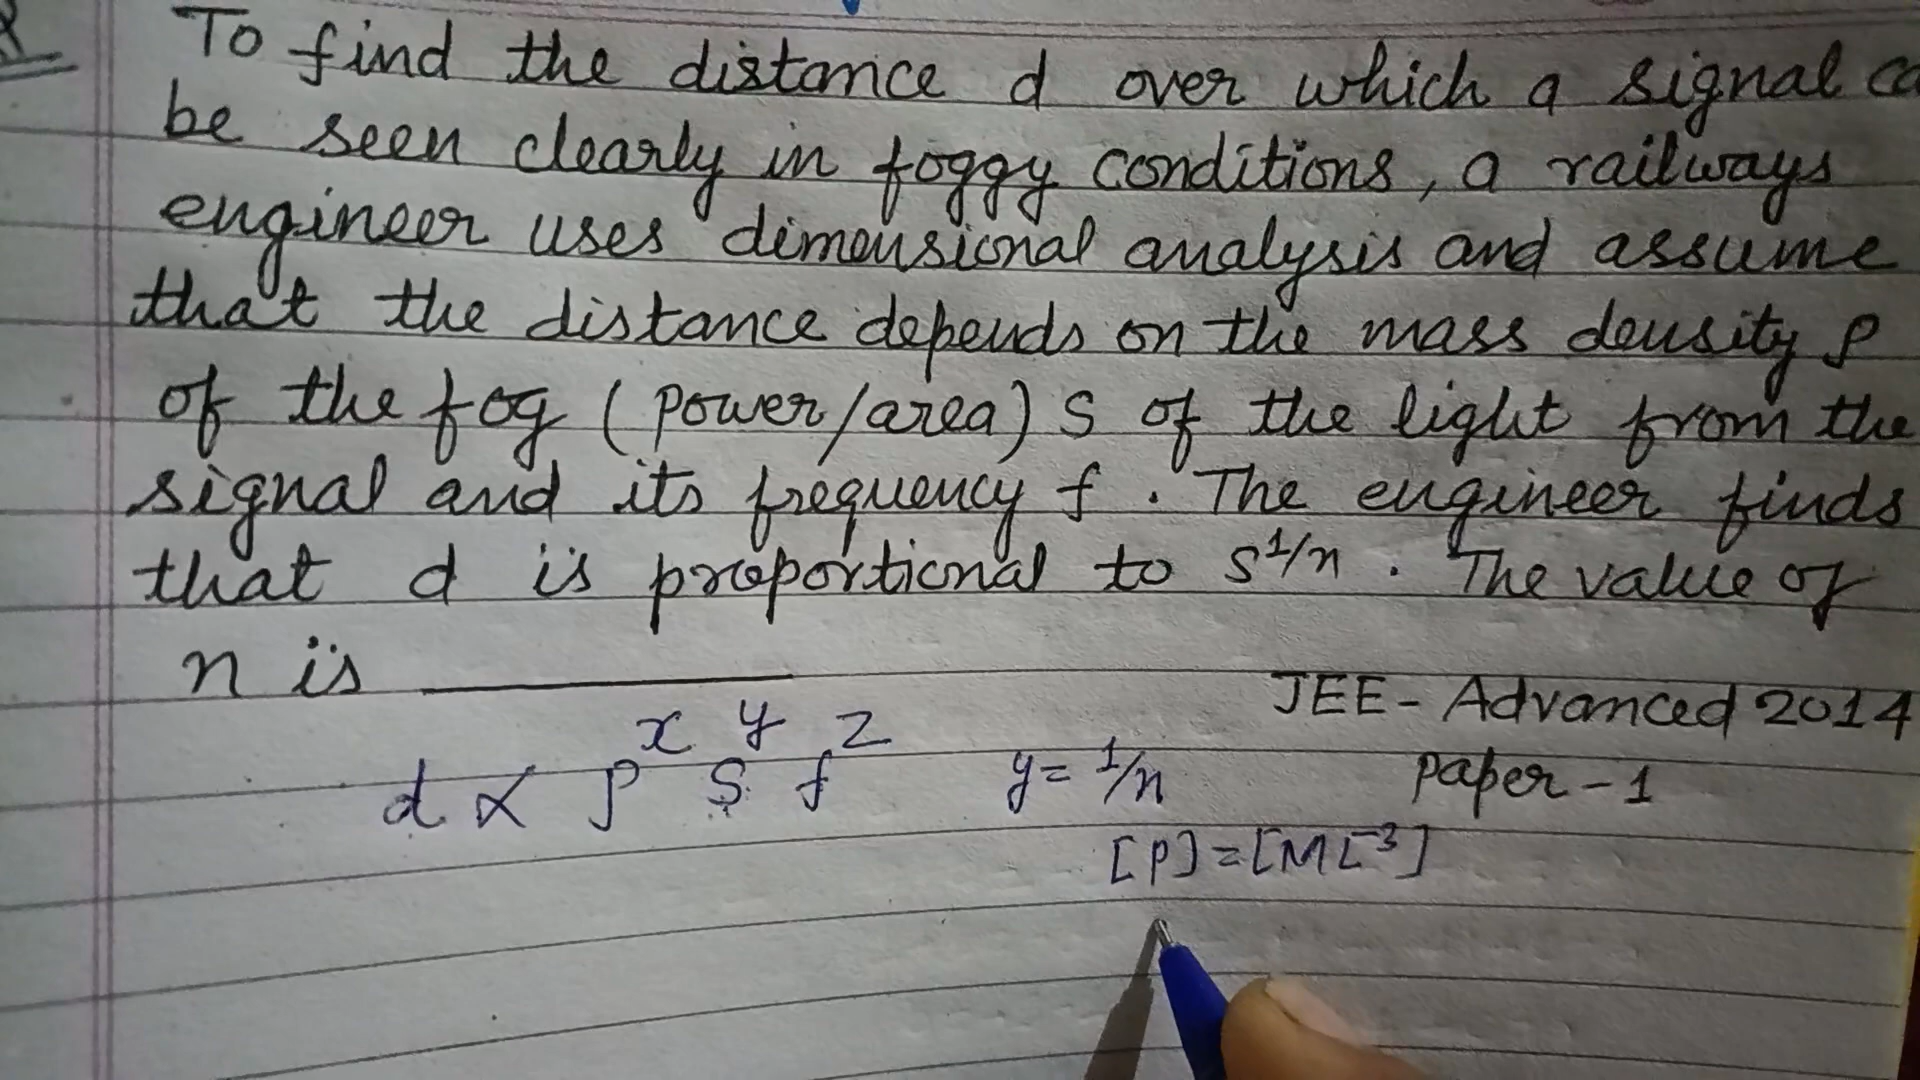 To find the distance d over which a signal ca
be seen clearly in foggy conditions, a railways
engineer uses dimensional analysis and assume
that the distance depends on the mass density ρ
of the fog (power/area) S of the light from the
signal and its frequency f. The engineer finds
that d is proportional to S^1/n. The value of
n is ________
JEE-Advanced 2014
Paper-1
d ∝ ρ^x S^y f^z
y = 1/n
[ρ] = [ML^-3]